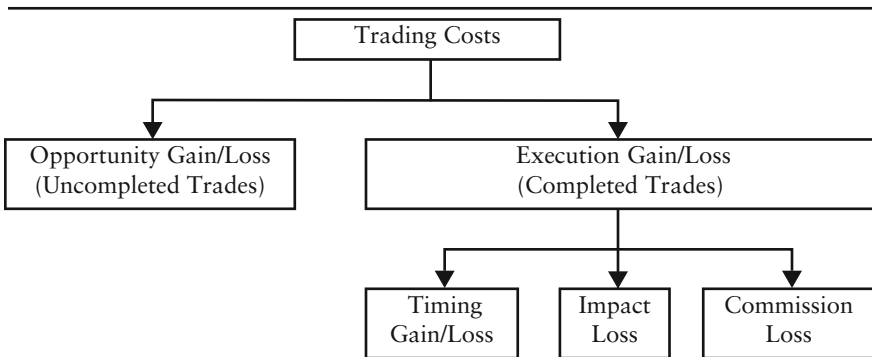 Trading Costs
Opportunity Gain/Loss
(Uncompleted Trades)
Execution Gain/Loss
(Completed Trades)
Timing
Gain/Loss
Impact
Loss
Commission
Loss